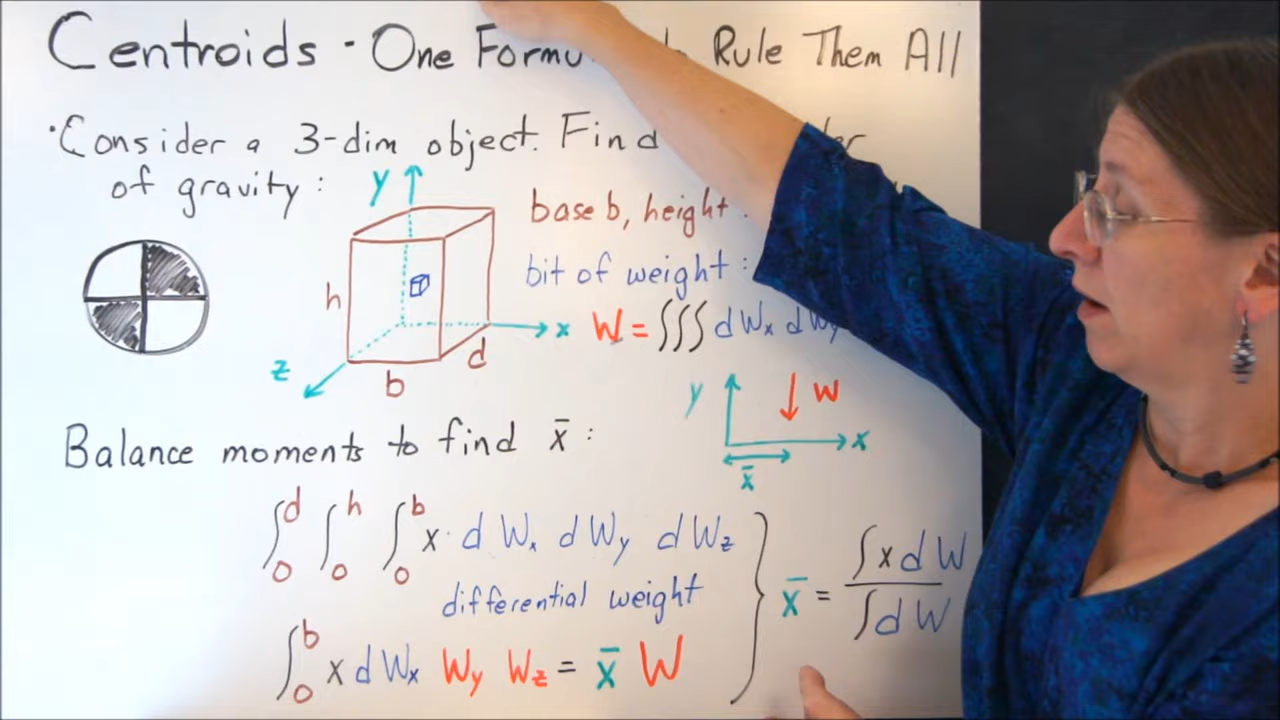 Centroids - One Rule Them All
• Consider a 3-dim object. Find
of gravity:
base b, height
bit of weight:
y
h
x
z
b
d
W = ∫∫∫ dWx dWy
y
W
x
x̄
Balance moments to find x̄ :
∫₀ᵈ ∫₀ʰ ∫₀ᵇ x · dWx dWy dWz
differential weight
∫₀ᵇ x dWx Wy Wz = x̄ W
x̄ = ∫x dW / ∫dW